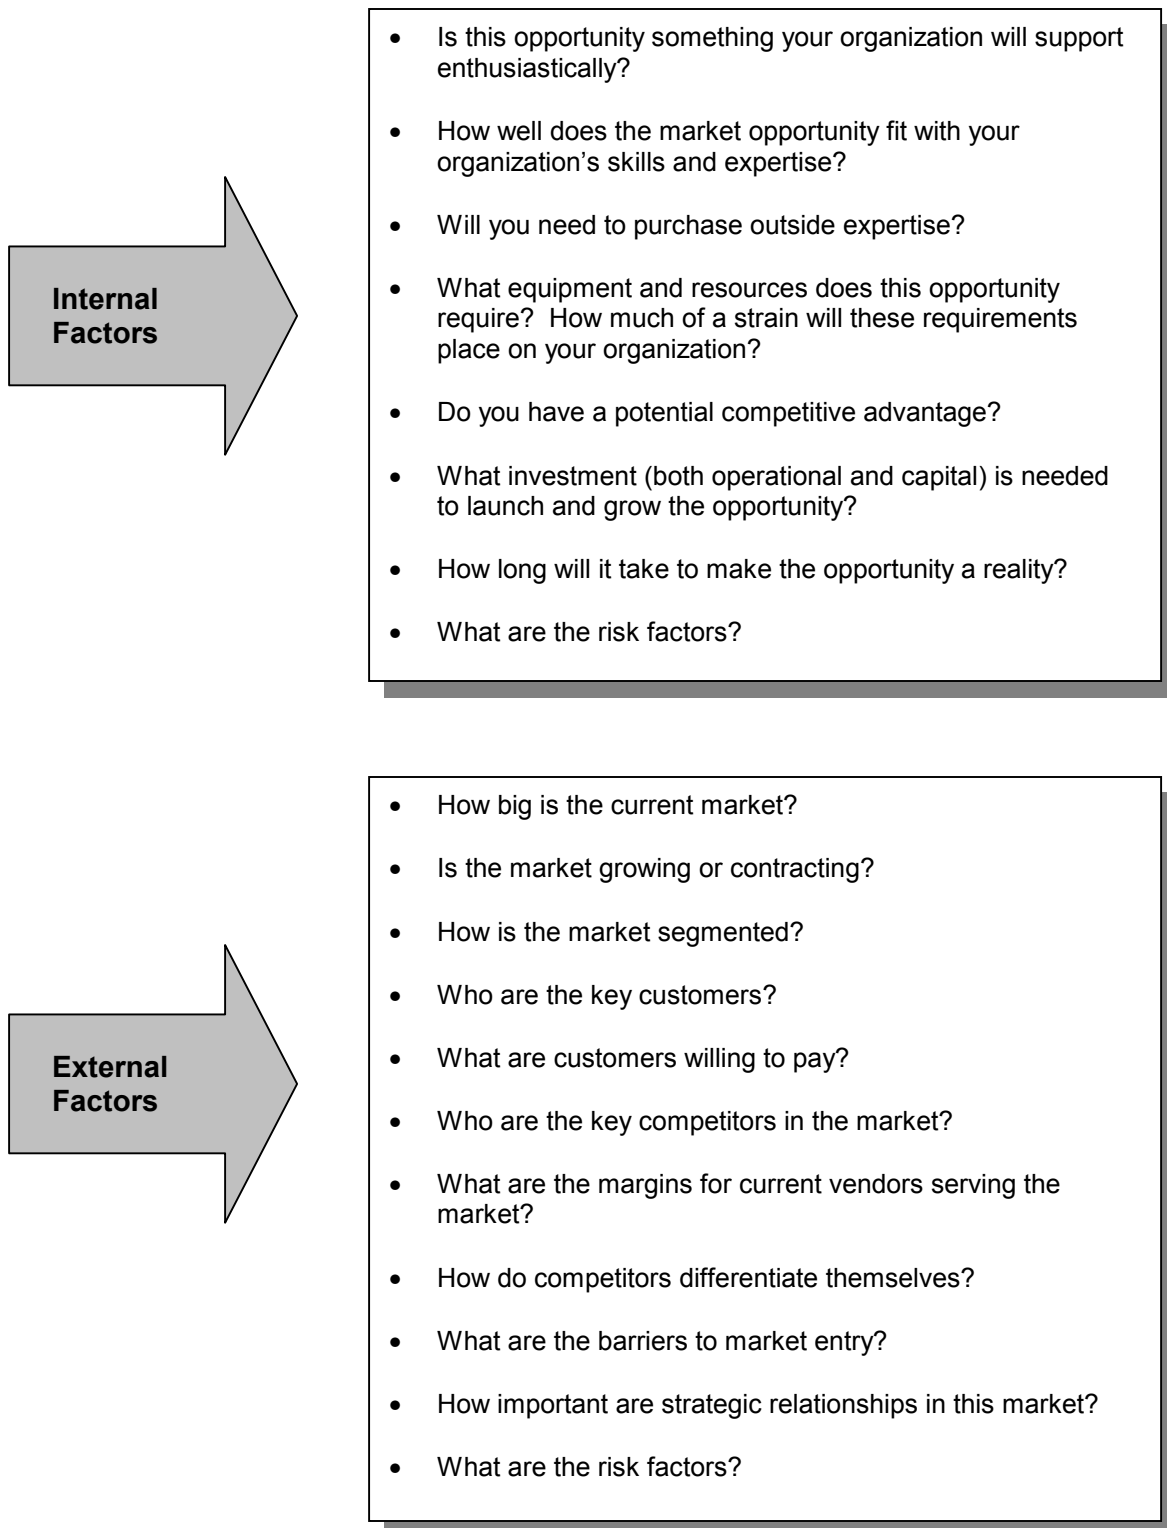 • Is this opportunity something your organization will support
enthusiastically?
• How well does the market opportunity fit with your
organization’s skills and expertise?
• Will you need to purchase outside expertise?
Internal
Factors
• What equipment and resources does this opportunity
require?  How much of a strain will these requirements
place on your organization?
• Do you have a potential competitive advantage?
• What investment (both operational and capital) is needed
to launch and grow the opportunity?
• How long will it take to make the opportunity a reality?
• What are the risk factors?
• How big is the current market?
• Is the market growing or contracting?
• How is the market segmented?
• Who are the key customers?
External
Factors
• What are customers willing to pay?
• Who are the key competitors in the market?
• What are the margins for current vendors serving the
market?
• How do competitors differentiate themselves?
• What are the barriers to market entry?
• How important are strategic relationships in this market?
• What are the risk factors?